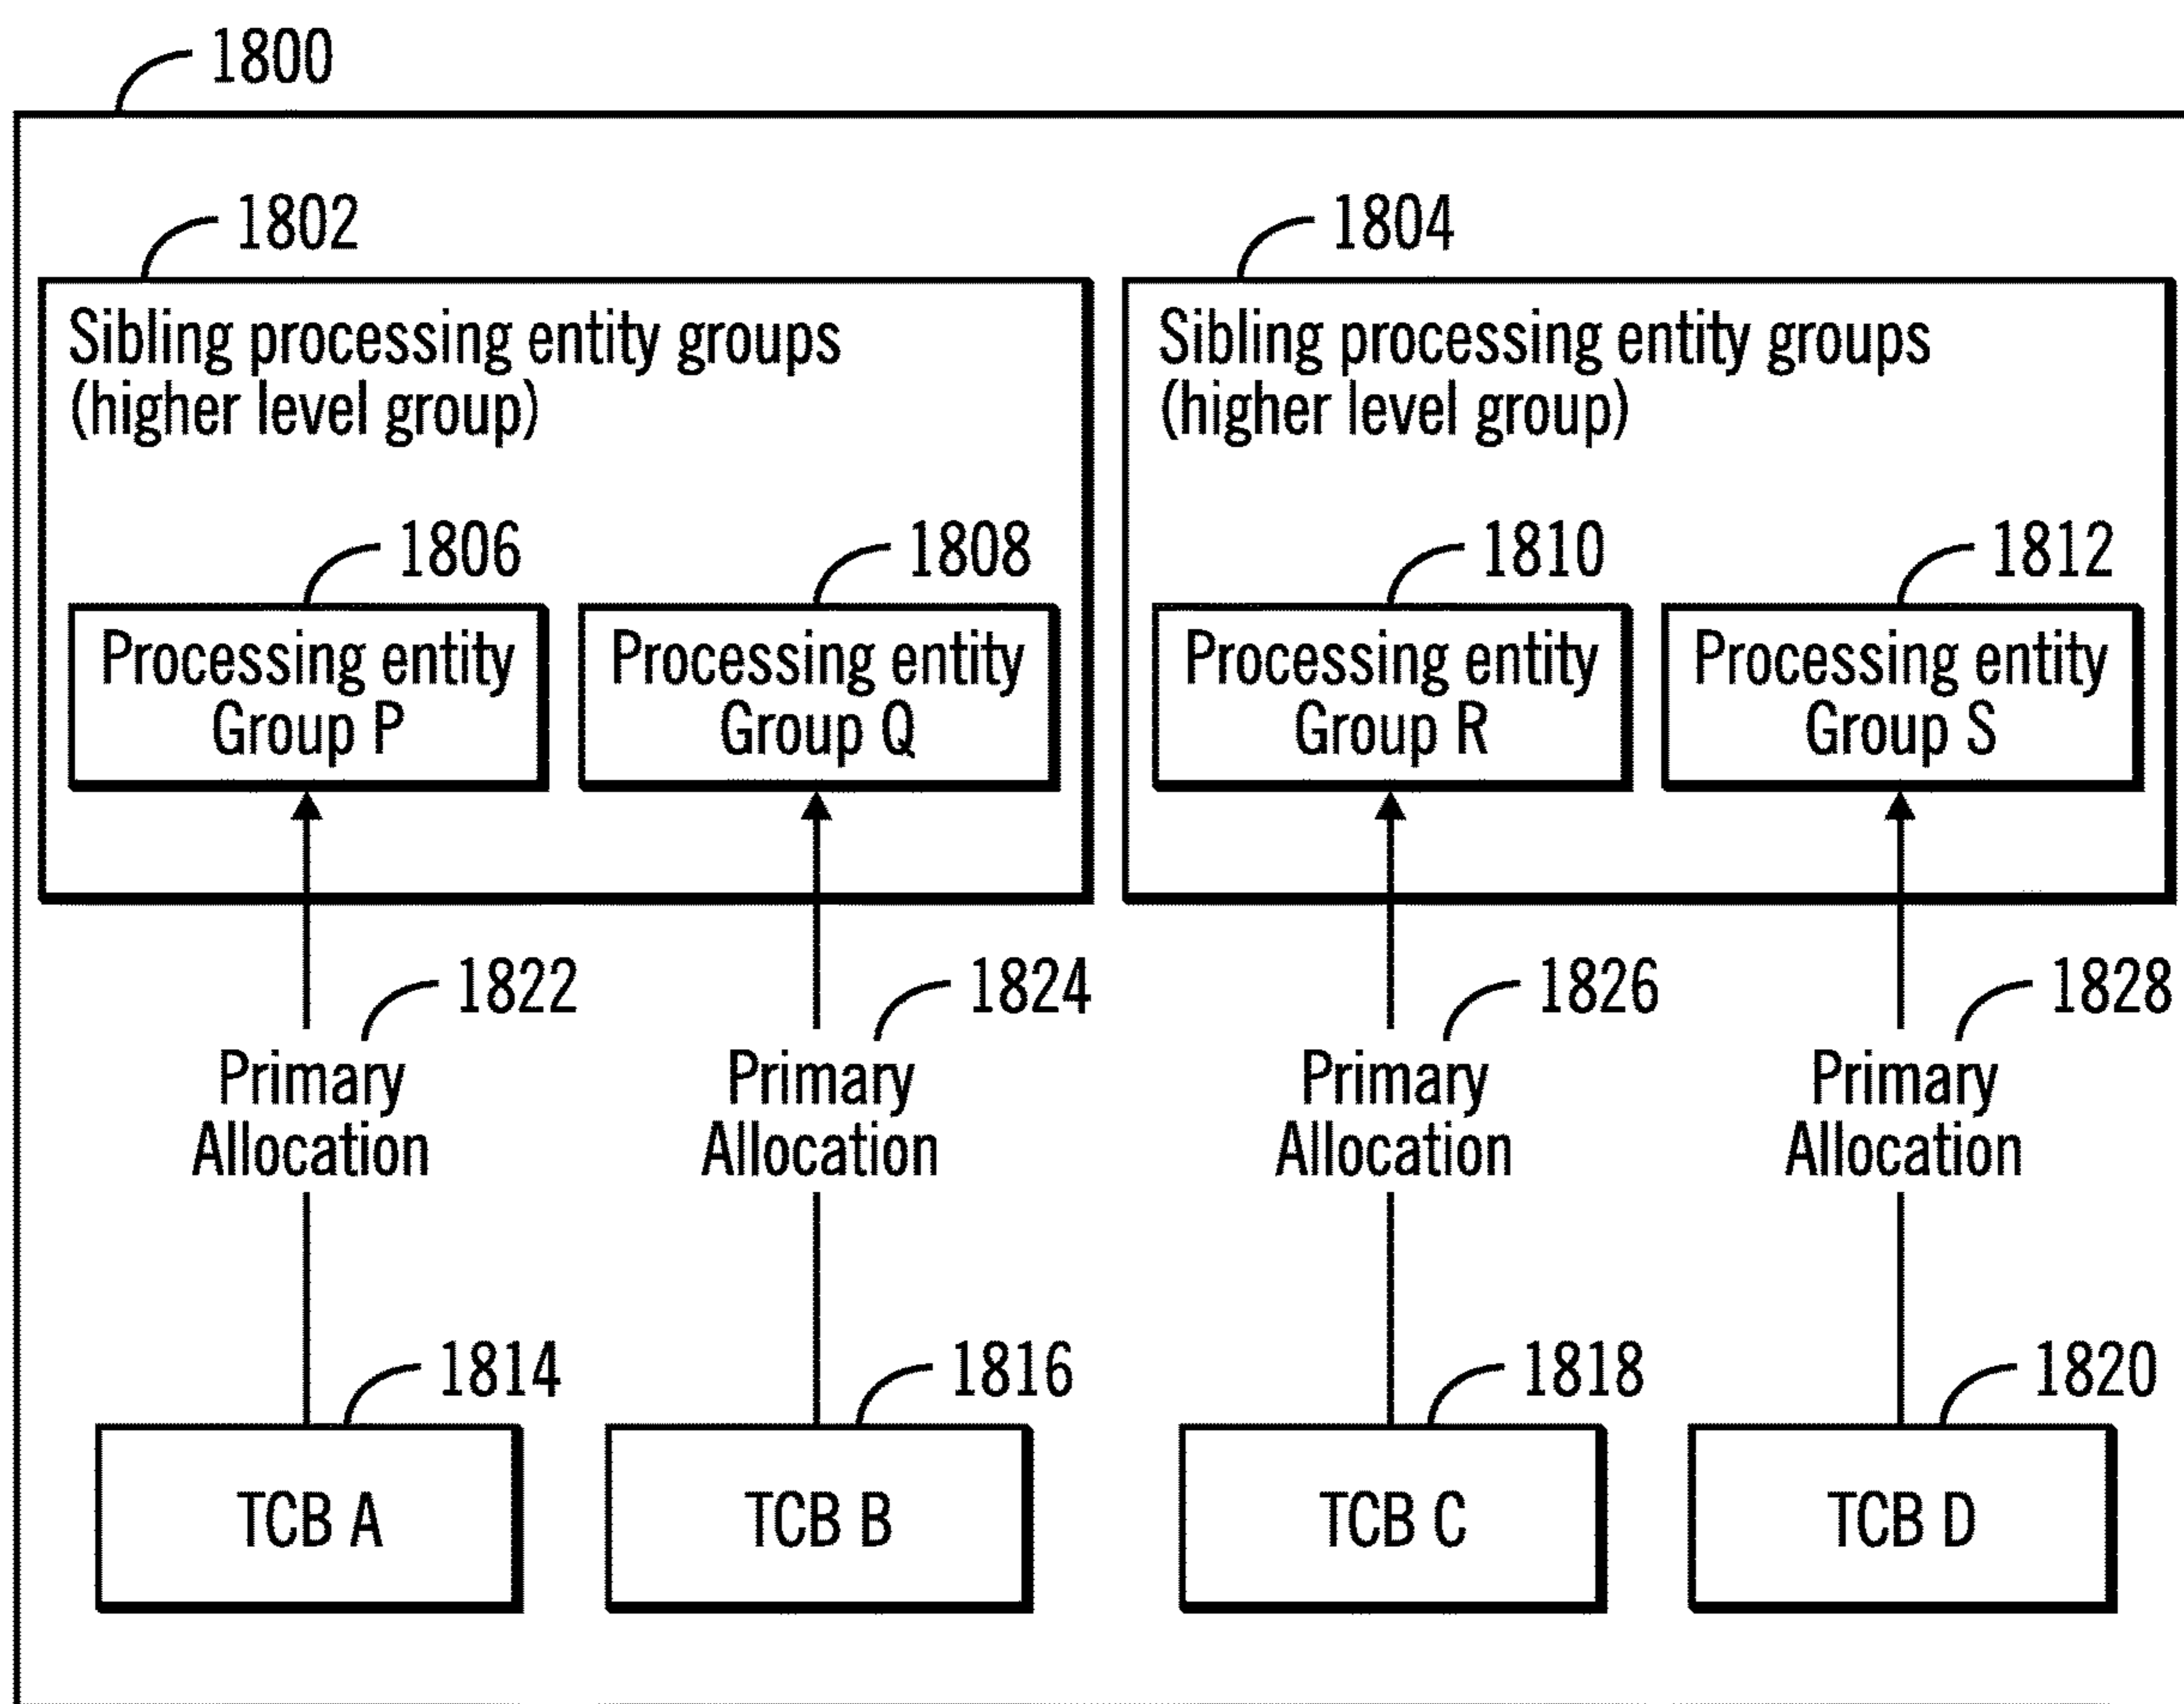 1800
1802
1804
Sibling processing entity groups
(higher level group)
Sibling processing entity groups
(higher level group)
1806
1808
1810
1812
Processing entity
Group P
Processing entity
Group Q
Processing entity
Group R
Processing entity
Group S
1822
1824
1826
1828
Primary
Allocation
Primary
Allocation
Primary
Allocation
Primary
Allocation
1814
1816
1818
1820
TCB A
TCB B
TCB C
TCB D